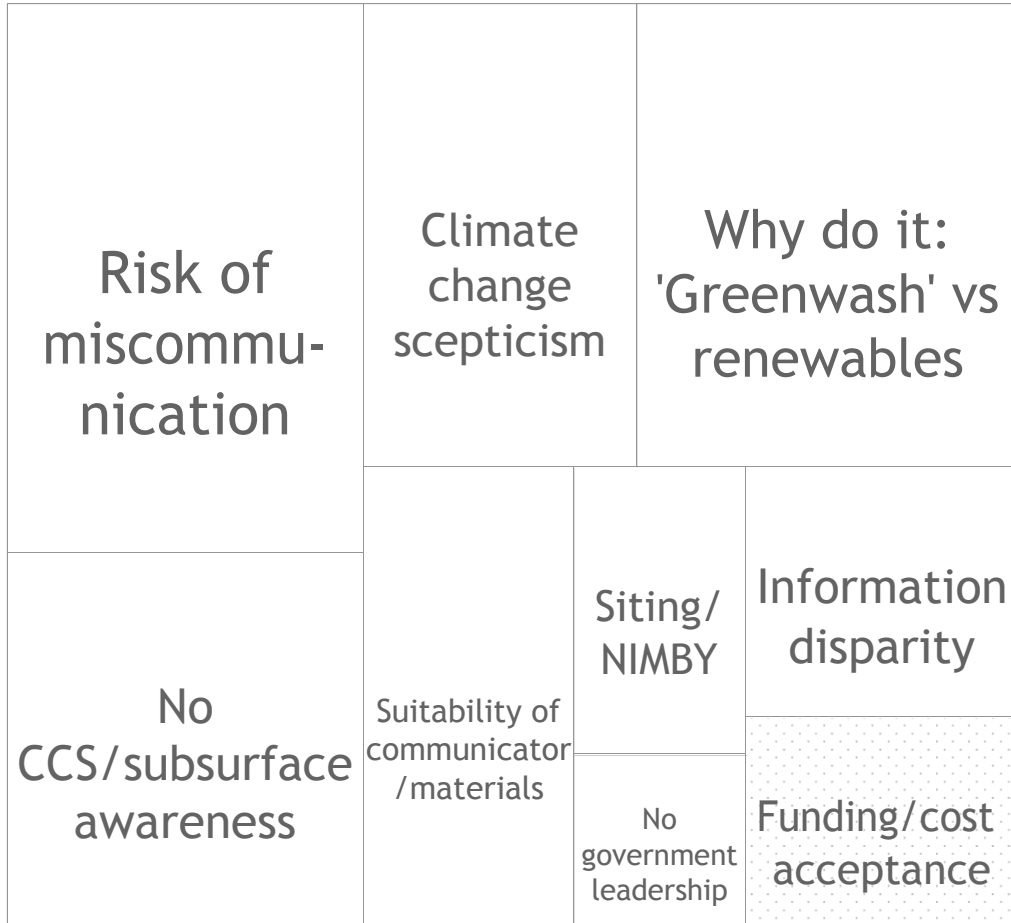 Risk of
miscommu-
nication
Climate
change
scepticism
Why do it:
'Greenwash' vs
renewables
No
CCS/subsurface
awareness
Suitability of
communicator
/materials
Siting/
NIMBY
Information
disparity
No
government
leadership
Funding/cost
acceptance